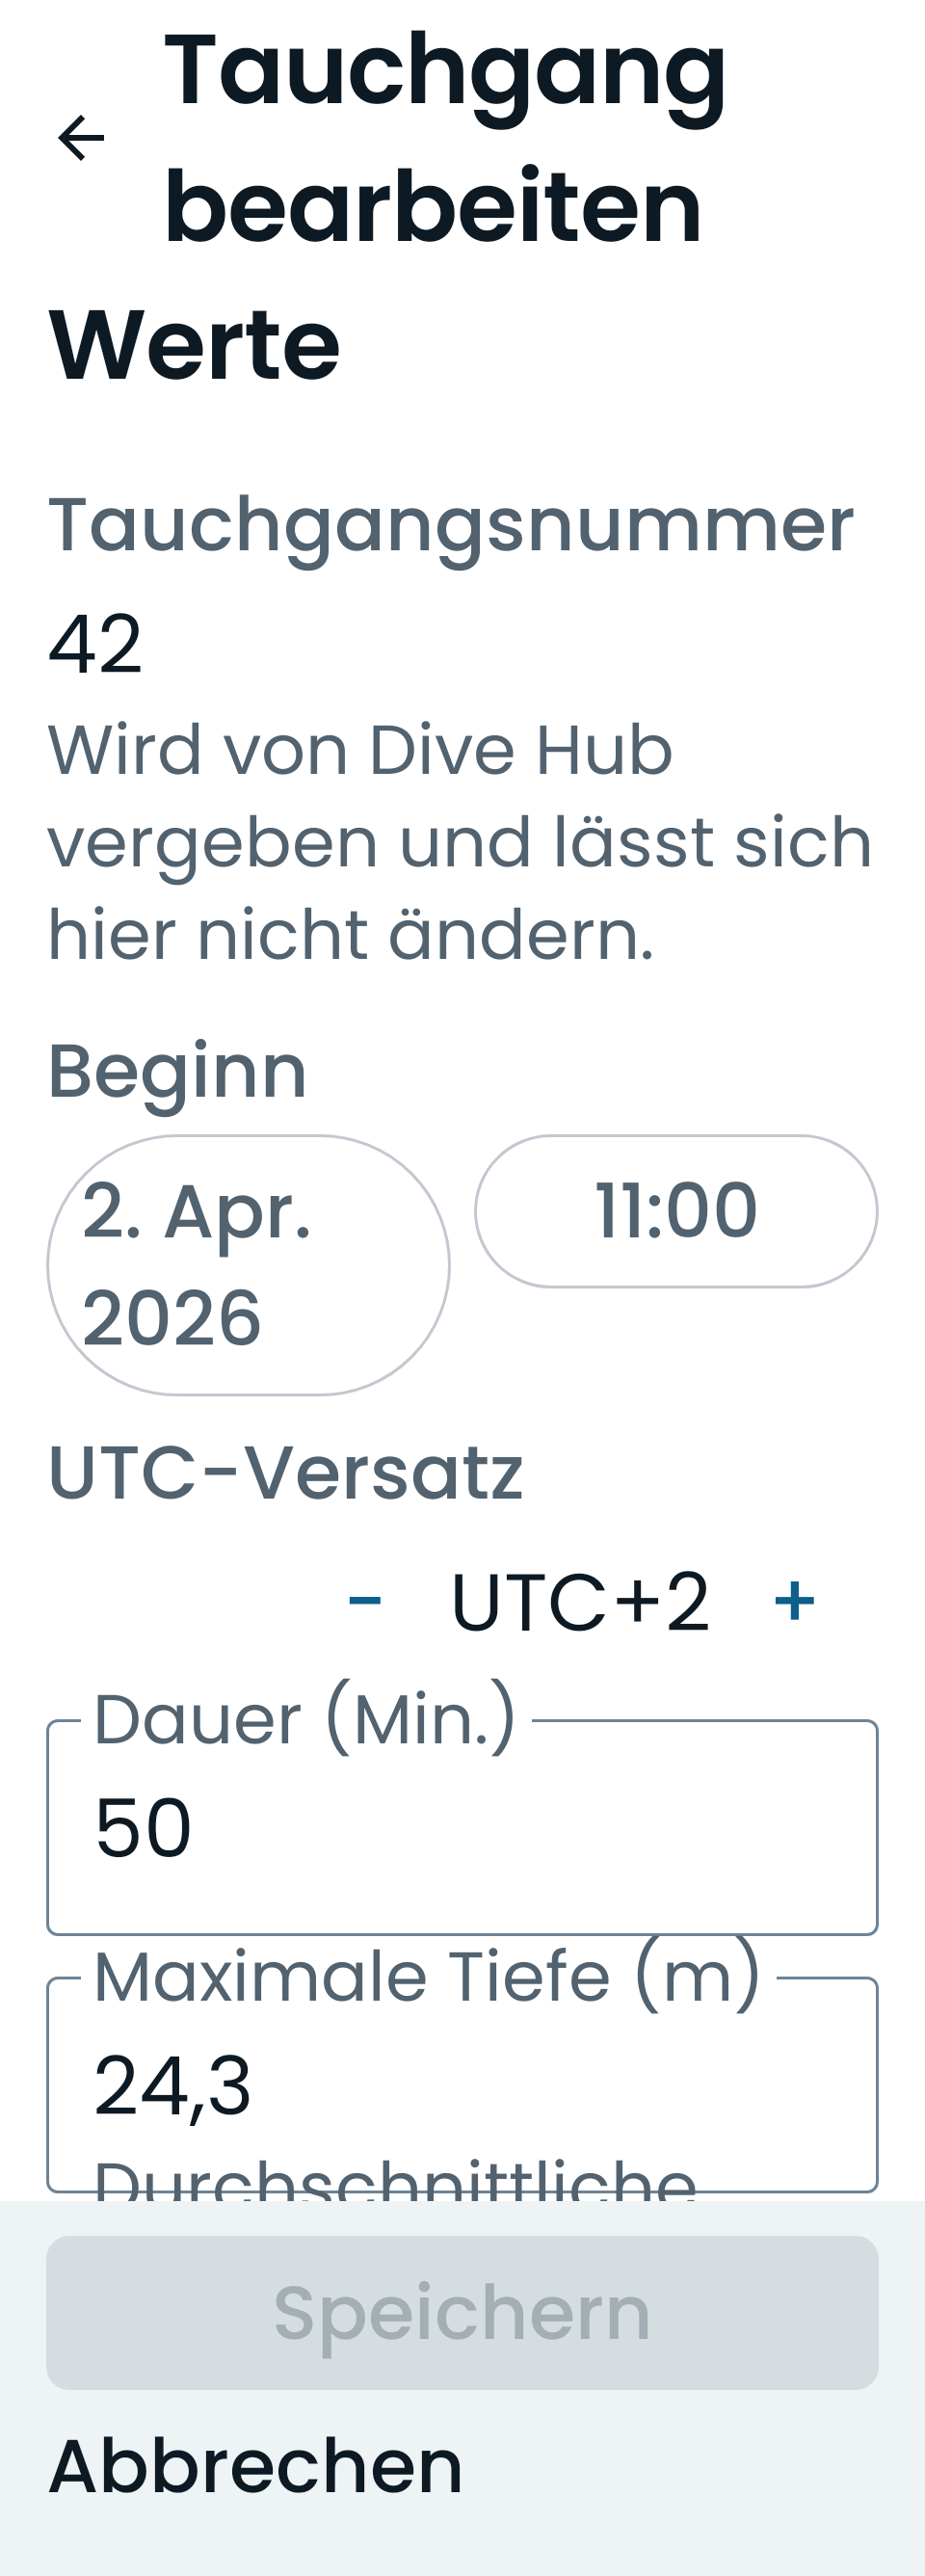 Tauchgang
bearbeiten
Werte
Tauchgangsnummer
42
Wird von Dive Hub
vergeben und lässt sich
hier nicht ändern.
Beginn
2. Apr.
2026
11:00
UTC-Versatz
- UTC+2 +
Dauer (Min.)
50
Maximale Tiefe (m)
24,3
Durchschnittliche
Speichern
Abbrechen